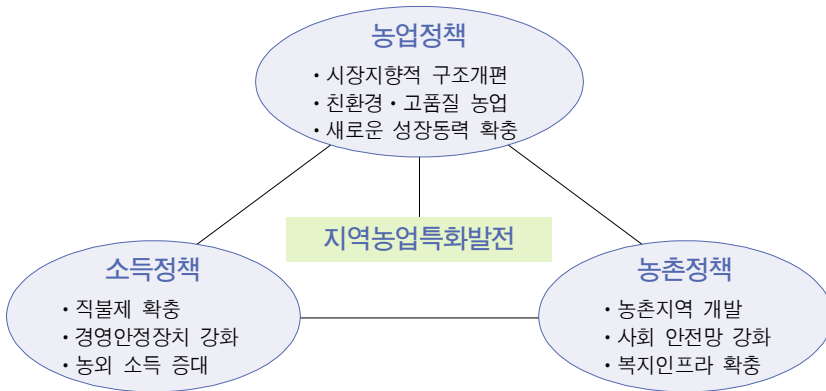 농업정책
• 시장지향적 구조개편
• 친환경 • 고품질 농업
• 새로운 성장동력 확충
지역농업특화발전
소득정책
• 직불제 확충
• 경영안정장치 강화
• 농외 소득 증대
농촌정책
• 농촌지역 개발
• 사회 안전망 강화
• 복지인프라 확충